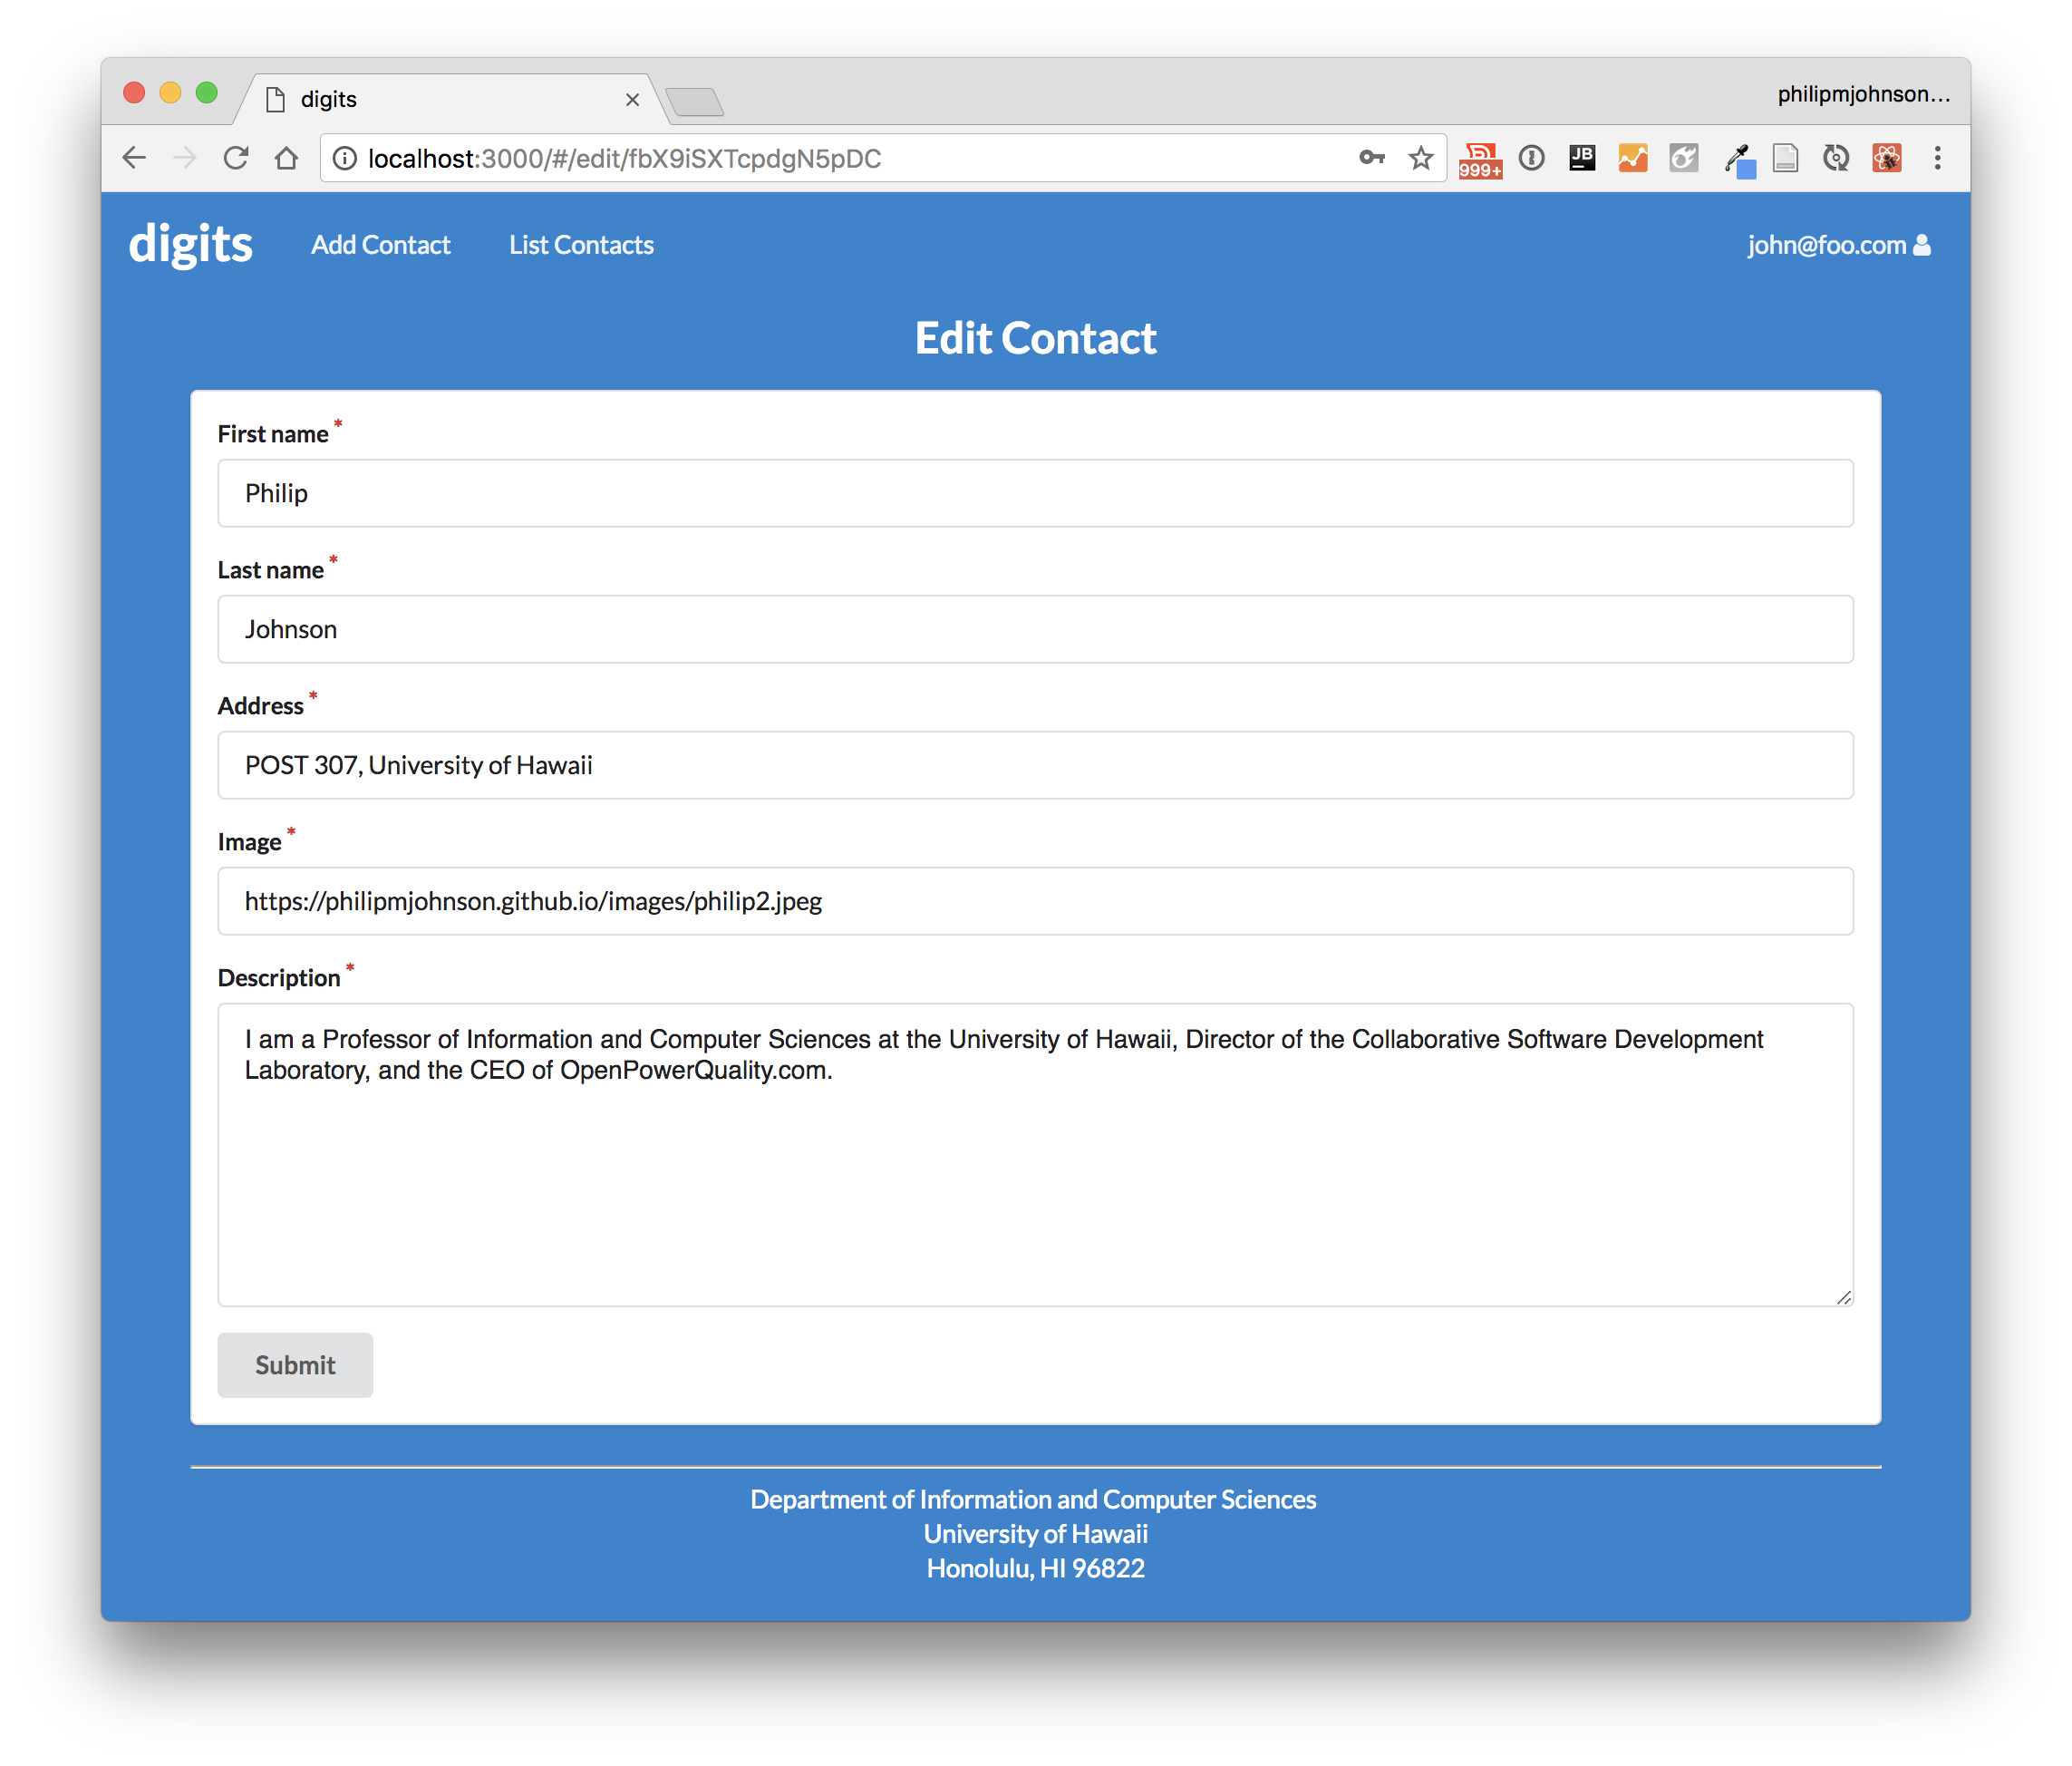 digits
philipmjohnson...
localhost:3000/#/edit/fbX9iSXTcpdgN5pDC
999+
JB
digits Add Contact List Contacts john@foo.com
Edit Contact
First name *
Philip
Last name *
Johnson
Address *
POST 307, University of Hawaii
Image *
https://philipmjohnson.github.io/images/philip2.jpeg
Description *
I am a Professor of Information and Computer Sciences at the University of Hawaii, Director of the Collaborative Software Development
Laboratory, and the CEO of OpenPowerQuality.com.
Submit
Department of Information and Computer Sciences
University of Hawaii
Honolulu, HI 96822